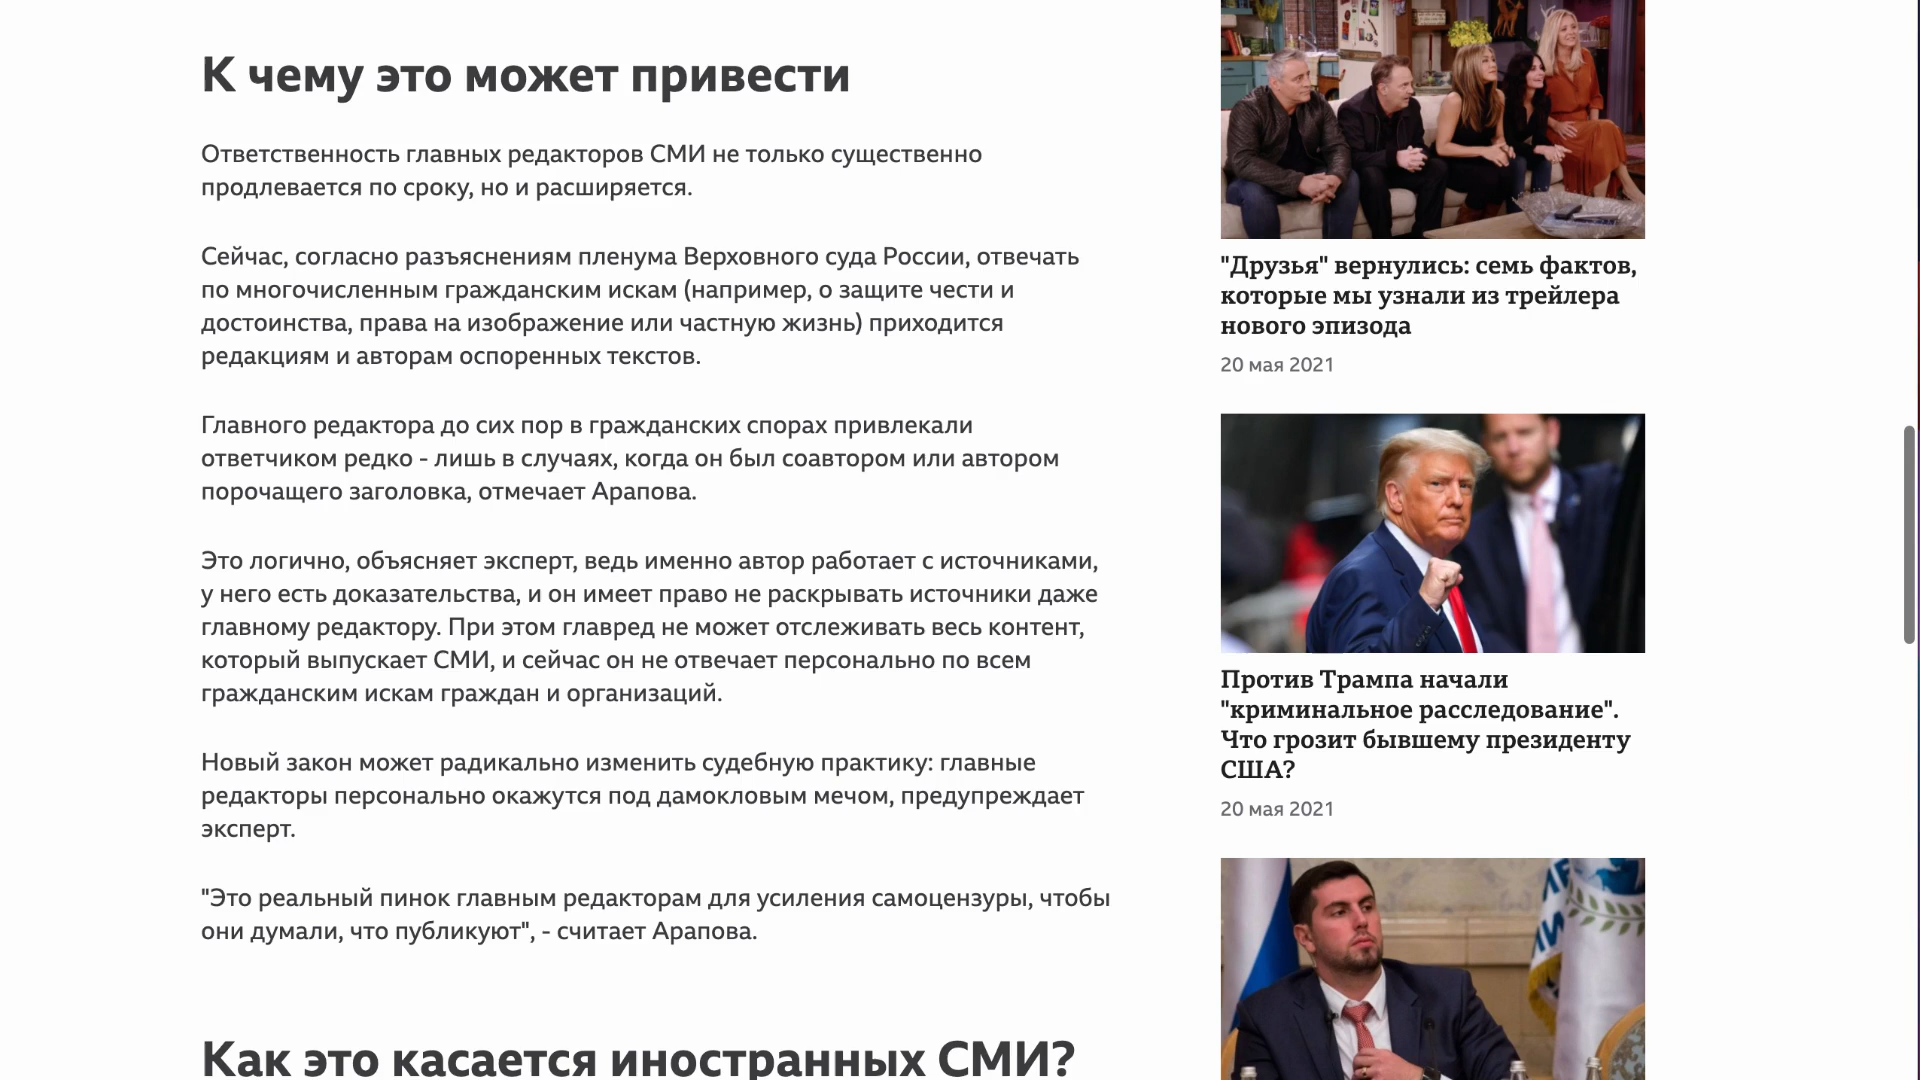 К чему это может привести
Ответственность главных редакторов СМИ не только существенно
продлевается по сроку, но и расширяется.
Сейчас, согласно разъяснениям пленума Верховного суда России, отвечать
по многочисленным гражданским искам (например, о защите чести и
достоинства, права на изображение или частную жизнь) приходится
редакциям и авторам оспоренных текстов.
Главного редактора до сих пор в гражданских спорах привлекали
ответчиком редко - лишь в случаях, когда он был соавтором или автором
порочащего заголовка, отмечает Арапова.
Это логично, объясняет эксперт, ведь именно автор работает с источниками,
у него есть доказательства, и он имеет право не раскрывать источники даже
главному редактору. При этом главред не может отслеживать весь контент,
который выпускает СМИ, и сейчас он не отвечает персонально по всем
гражданским искам граждан и организаций.
Новый закон может радикально изменить судебную практику: главные
редакторы персонально окажутся под дамокловым мечом, предупреждает
эксперт.
"Это реальный пинок главным редакторам для усиления самоцензуры, чтобы
они думали, что публикуют", - считает Арапова.
Как это касается иностранных СМИ?
"Друзья" вернулись: семь фактов,
которые мы узнали из трейлера
нового эпизода
20 мая 2021
Против Трампа начали
"криминальное расследование".
Что грозит бывшему президенту
США?
20 мая 2021